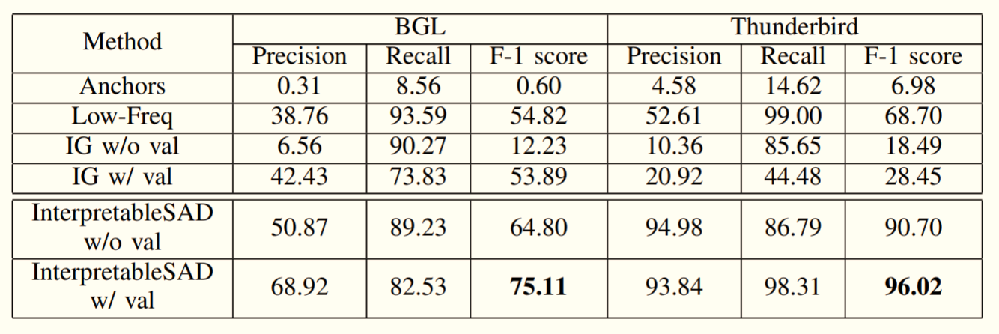 Method BGL Thunderbird
Precision Recall F-1 score Precision Recall F-1 score
Anchors 0.31 8.56 0.60 4.58 14.62 6.98
Low-Freq 38.76 93.59 54.82 52.61 99.00 68.70
IG w/o val 6.56 90.27 12.23 10.36 85.65 18.49
IG w/ val 42.43 73.83 53.89 20.92 44.48 28.45
InterpretableSAD
w/o val 50.87 89.23 64.80 94.98 86.79 90.70
InterpretableSAD
w/ val 68.92 82.53 75.11 93.84 98.31 96.02